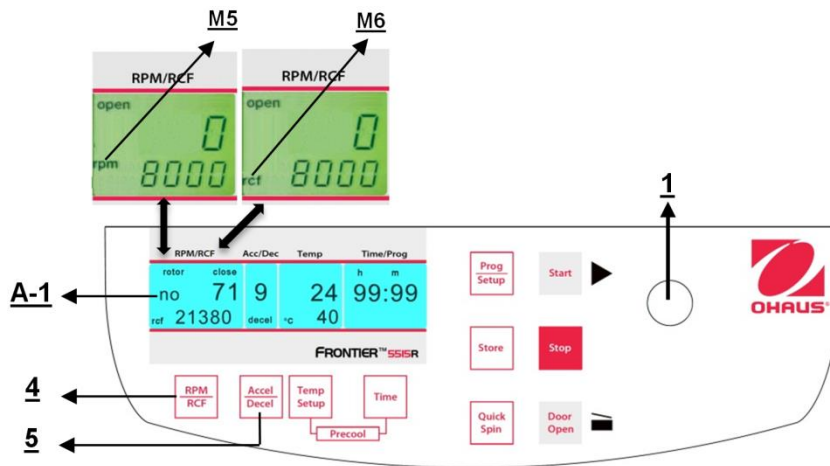 M5
M6
RPM/RCF
open
0
rpm 8000
RPM/RCF
open
0
rcf 8000
1
RPM/RCF Acc/Dec Temp Time/Prog
rotor close h m
A-1 no 71 9 24 99:99
rcf 21380 decel °C 40
FRONTIER™ 5515R
4 RPM
RCF
5 Accel
Decel
Temp
Setup
Time
Precool
Prog
Setup
Start
Store
Stop
Quick
Spin
Door
Open
OHAUS®